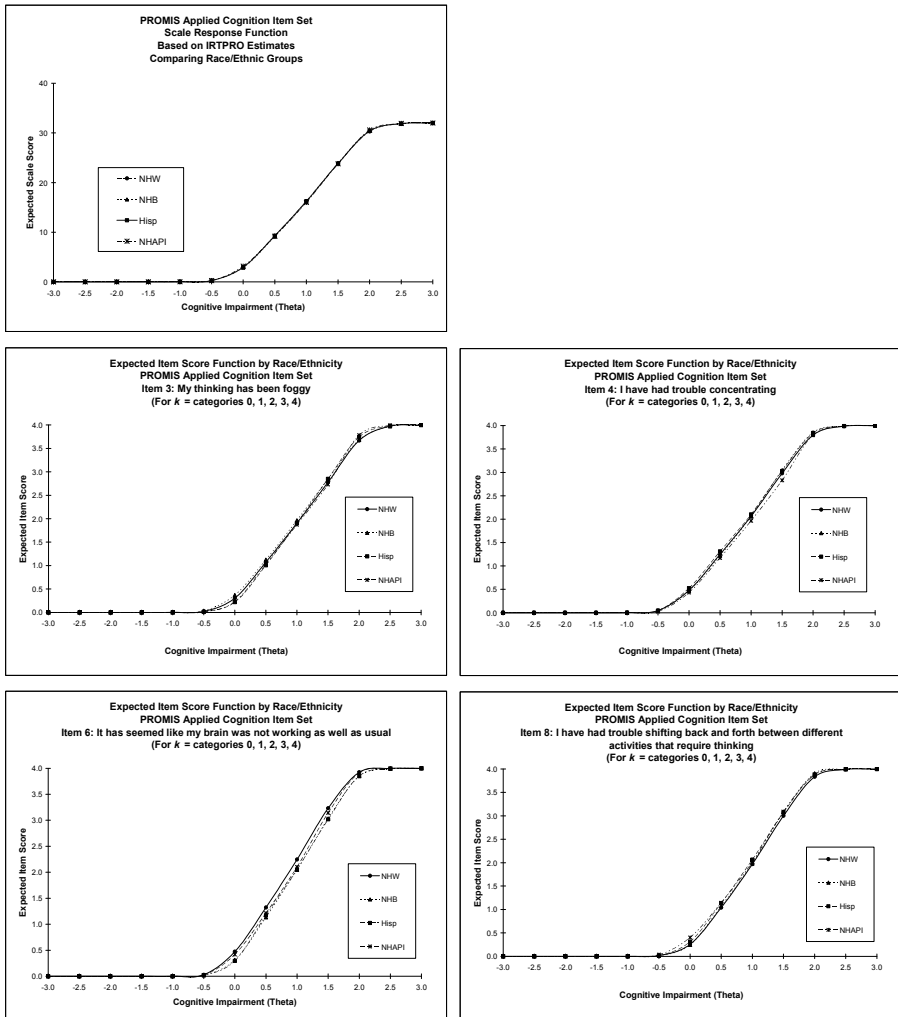 PROMIS Applied Cognition Item Set
Scale Response Function
Based on IRTPRO Estimates
Comparing Race/Ethnic Groups
40
30
20
10
0
Expected Scale Score
NHW
NHB
Hisp
NHAPI
-3.0 -2.5 -2.0 -1.5 -1.0 -0.5 0.0 0.5 1.0 1.5 2.0 2.5 3.0
Cognitive Impairment (Theta)
Expected Item Score Function by Race/Ethnicity
PROMIS Applied Cognition Item Set
Item 3: My thinking has been foggy
(For k = categories 0, 1, 2, 3, 4)
4.0
3.5
3.0
2.5
2.0
1.5
1.0
0.5
0.0
Expected Item Score
NHW
NHB
Hisp
NHAPI
-3.0 -2.5 -2.0 -1.5 -1.0 -0.5 0.0 0.5 1.0 1.5 2.0 2.5 3.0
Cognitive Impairment (Theta)
Expected Item Score Function by Race/Ethnicity
PROMIS Applied Cognition Item Set
Item 4: I have had trouble concentrating
(For k = categories 0, 1, 2, 3, 4)
4.0
3.5
3.0
2.5
2.0
1.5
1.0
0.5
0.0
Expected Item Score
NHW
NHB
Hisp
NHAPI
-3.0 -2.5 -2.0 -1.5 -1.0 -0.5 0.0 0.5 1.0 1.5 2.0 2.5 3.0
Cognitive Impairment (Theta)
Expected Item Score Function by Race/Ethnicity
PROMIS Applied Cognition Item Set
Item 6: It has seemed like my brain was not working as well as usual
(For k = categories 0, 1, 2, 3, 4)
4.0
3.5
3.0
2.5
2.0
1.5
1.0
0.5
0.0
Expected Item Score
NHW
NHB
Hisp
NHAPI
-3.0 -2.5 -2.0 -1.5 -1.0 -0.5 0.0 0.5 1.0 1.5 2.0 2.5 3.0
Cognitive Impairment (Theta)
Expected Item Score Function by Race/Ethnicity
PROMIS Applied Cognition Item Set
Item 8: I have had trouble shifting back and forth between different
activities that require thinking
(For k = categories 0, 1, 2, 3, 4)
4.0
3.5
3.0
2.5
2.0
1.5
1.0
0.5
0.0
Expected Item Score
NHW
NHB
Hisp
NHAPI
-3.0 -2.5 -2.0 -1.5 -1.0 -0.5 0.0 0.5 1.0 1.5 2.0 2.5 3.0
Cognitive Impairment (Theta)